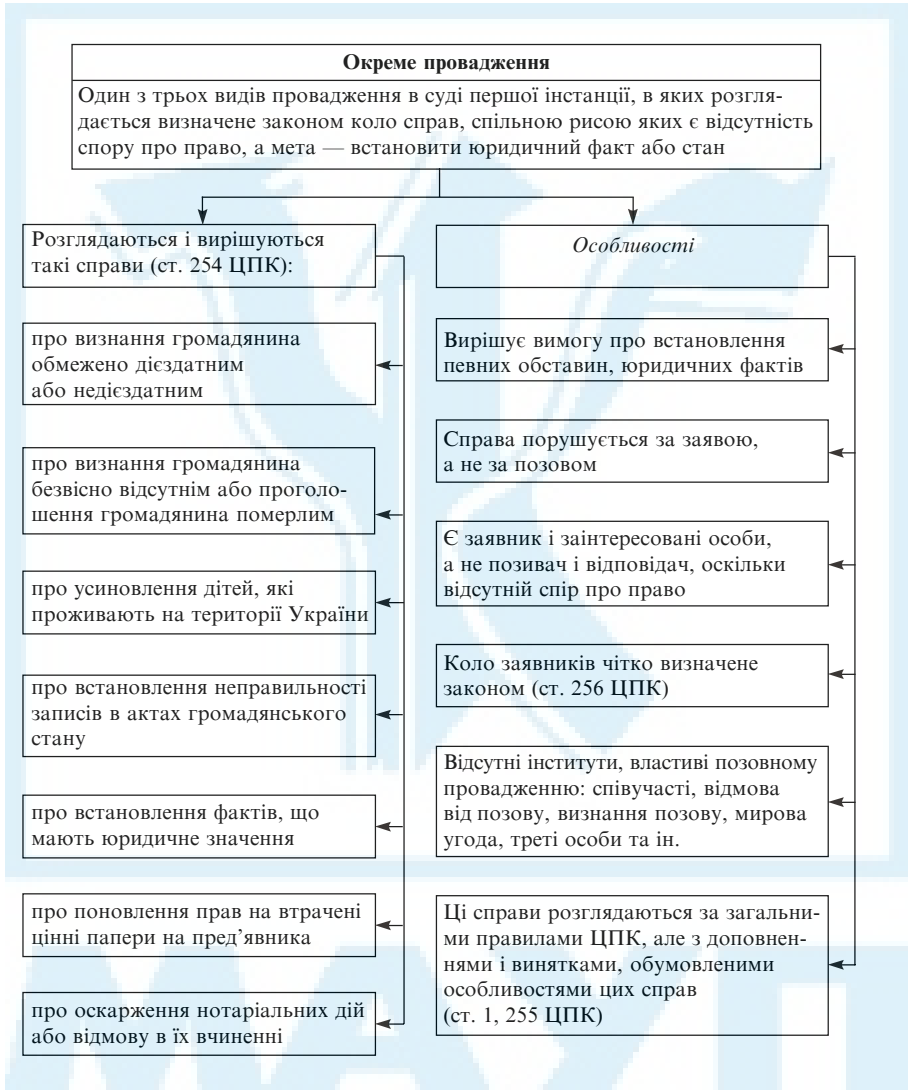 Окреме провадження
Один з трьох видів провадження в суді першої інстанції, в яких розгля-
дається визначене законом коло справ, спільною рисою яких є відсутність
спору про право, а мета — встановити юридичний факт або стан
Розглядаються і вирішуються
такі справи (ст. 254 ЦПК):
про визнання громадянина
обмежено дієздатним
або недієздатним
про визнання громадянина
безвісно відсутнім або проголо-
шення громадянина померлим
про усиновлення дітей, які
проживають на території України
про встановлення неправильності
записів в актах громадянського
стану
про встановлення фактів, що
мають юридичне значення
про поновлення прав на втрачені
цінні папери на пред’явника
про оскарження нотаріальних дій
або відмову в їх вчиненні
Особливості
Вирішує вимогу про встановлення
певних обставин, юридичних фактів
Справа порушується за заявою,
а не за позовом
Є заявник і заінтересовані особи,
а не позивач і відповідач, оскільки
відсутній спір про право
Коло заявників чітко визначене
законом (ст. 256 ЦПК)
Відсутні інститути, властиві позовному
провадженню: співучасті, відмова
від позову, визнання позову, мирова
угода, треті особи та ін.
Ці справи розглядаються за загальни-
ми правилами ЦПК, але з доповнен-
нями і винятками, обумовленими
особливостями цих справ
(ст. 1, 255 ЦПК)
МАУП